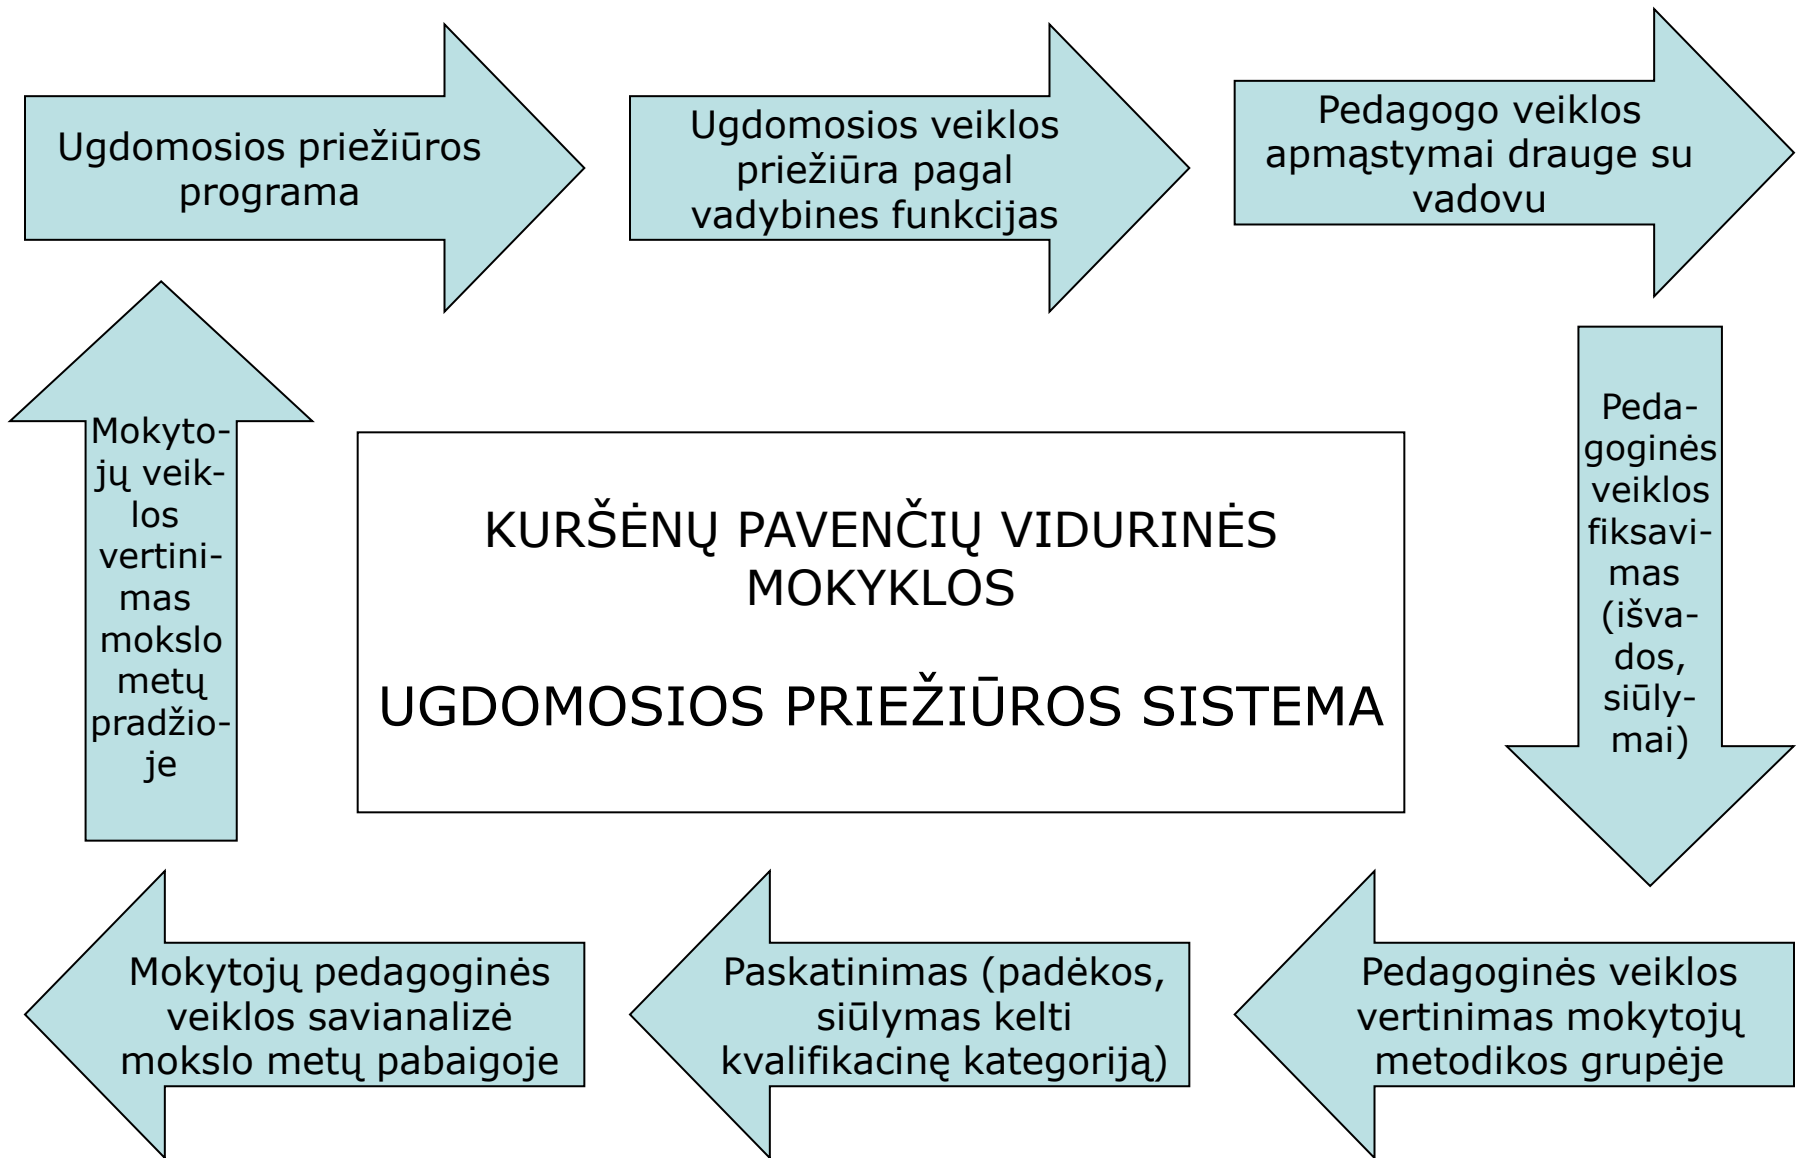 Ugdomosios priežiūros
programa
Ugdomosios veiklos
priežiūra pagal
vadybines funkcijas
Pedagogo veiklos
apmąstymai drauge su
vadovu
Peda-
goginės
veiklos
fiksavi-
mas
(išva-
dos,
siūly-
mai)
Pedagoginės veiklos
vertinimas mokytojų
metodikos grupėje
Paskatinimas (padėkos,
siūlymas kelti
kvalifikacinę kategoriją)
Mokytojų pedagoginės
veiklos savianalizė
mokslo metų pabaigoje
Mokyto-
jų veik-
los
vertini-
mas
mokslo
metų
pradžio-
je
KURŠĖNŲ PAVENČIŲ VIDURINĖS
MOKYKLOS
UGDOMOSIOS PRIEŽIŪROS SISTEMA